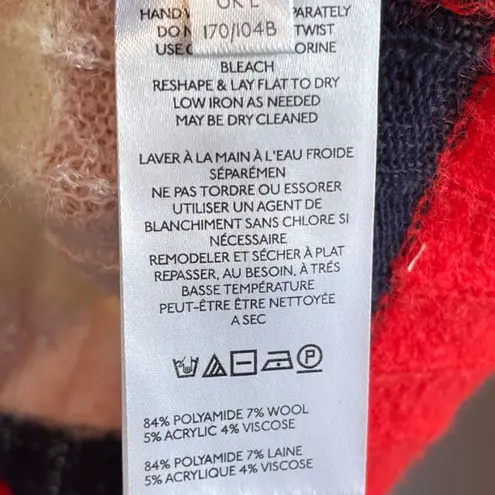 UK L
170/104B
PARATELY
TWIST
BLEACH
RESHAPE & LAY FLAT TO DRY
LOW IRON AS NEEDED
MAY BE DRY CLEANED
LAVER À LA MAIN À L'EAU FROIDE
SÉPARÉMEN
NE PAS TORDRE OU ESSORER
UTILISER UN AGENT DE
BLANCHIMENT SANS CHLORE SI
NÉCESSAIRE
REMODELER ET SÉCHER À PLAT
REPASSER, AU BESOIN, À TRÉS
BASSE TEMPÉRATURE
PEUT-ÊTRE ÊTRE NETTOYÉE
A SEC
P
84% POLYAMIDE 7% WOOL
5% ACRYLIC 4% VISCOSE
84% POLYAMIDE 7% LAINE
5% ACRYLIQUE 4% VISCOSE